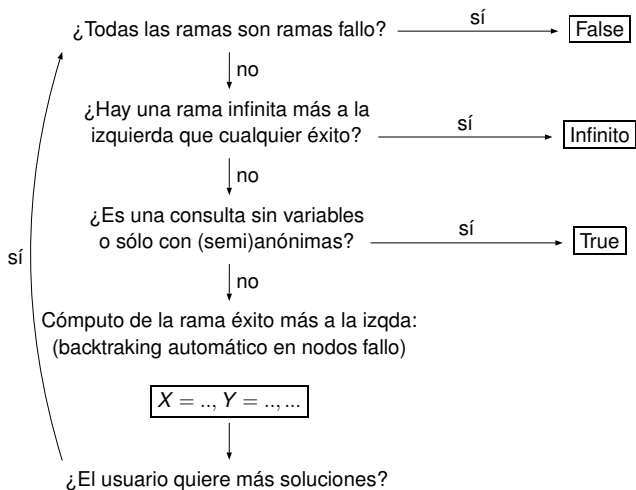 ¿Todas las ramas son ramas fallo?
sí
False
no
¿Hay una rama infinita más a la
izquierda que cualquier éxito?
sí
Infinito
no
¿Es una consulta sin variables
o sólo con (semi)anónimas?
sí
True
sí
no
Cómputo de la rama éxito más a la izqda:
(backtraking automático en nodos fallo)
X = .., Y = .., ...
¿El usuario quiere más soluciones?